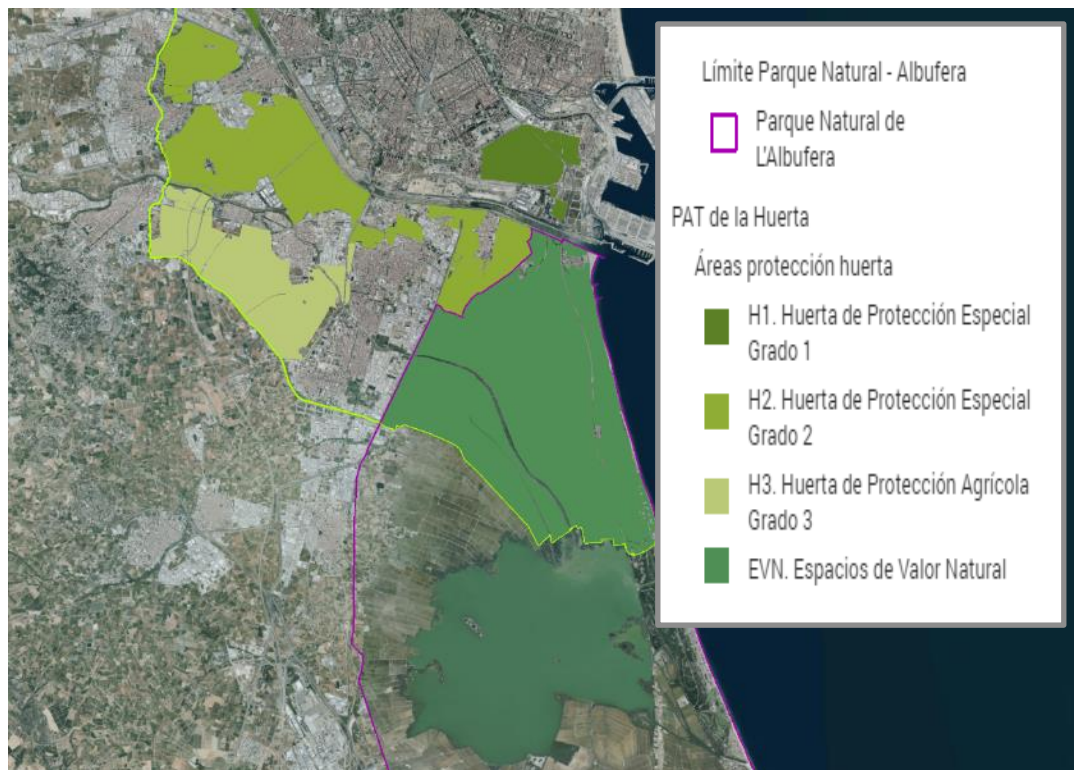 Límite Parque Natural - Albufera
Parque Natural de
L'Albufera
PAT de la Huerta
Áreas protección huerta
H1. Huerta de Protección Especial
Grado 1
H2. Huerta de Protección Especial
Grado 2
H3. Huerta de Protección Agrícola
Grado 3
EVN. Espacios de Valor Natural